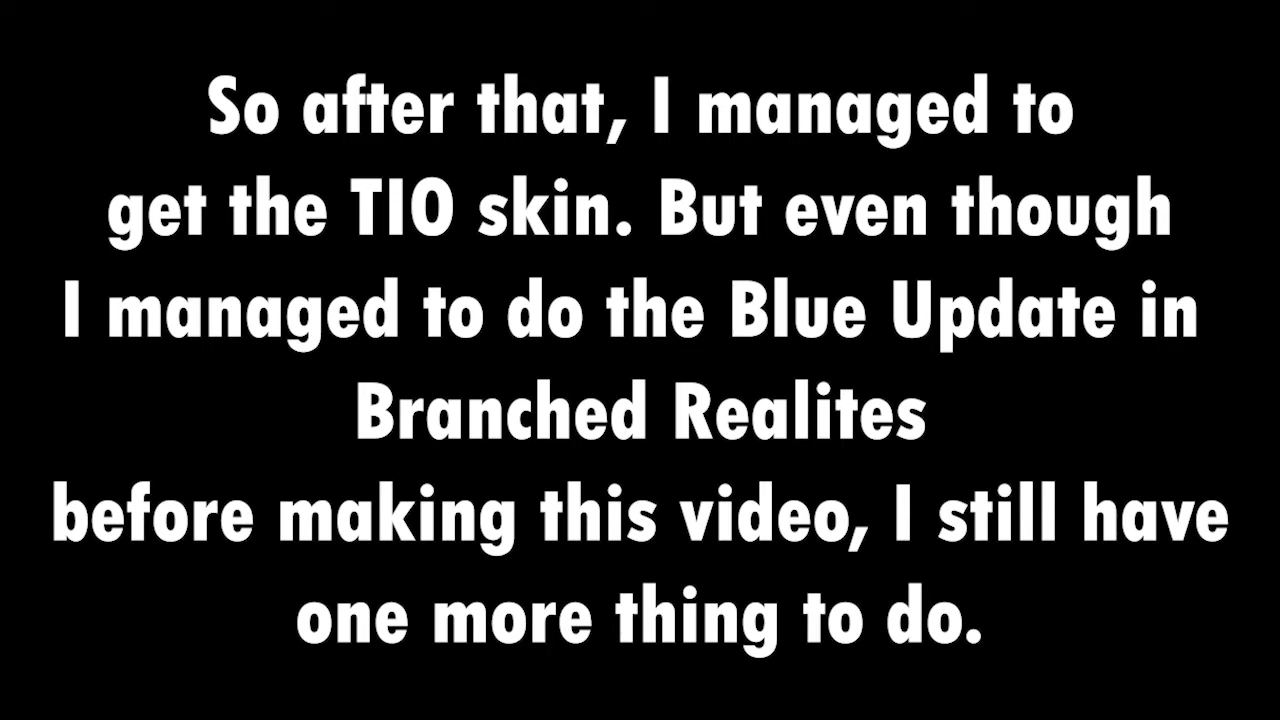 So after that, I managed to
get the TIO skin. But even though
I managed to do the Blue Update in
Branched Realites
before making this video, I still have
one more thing to do.